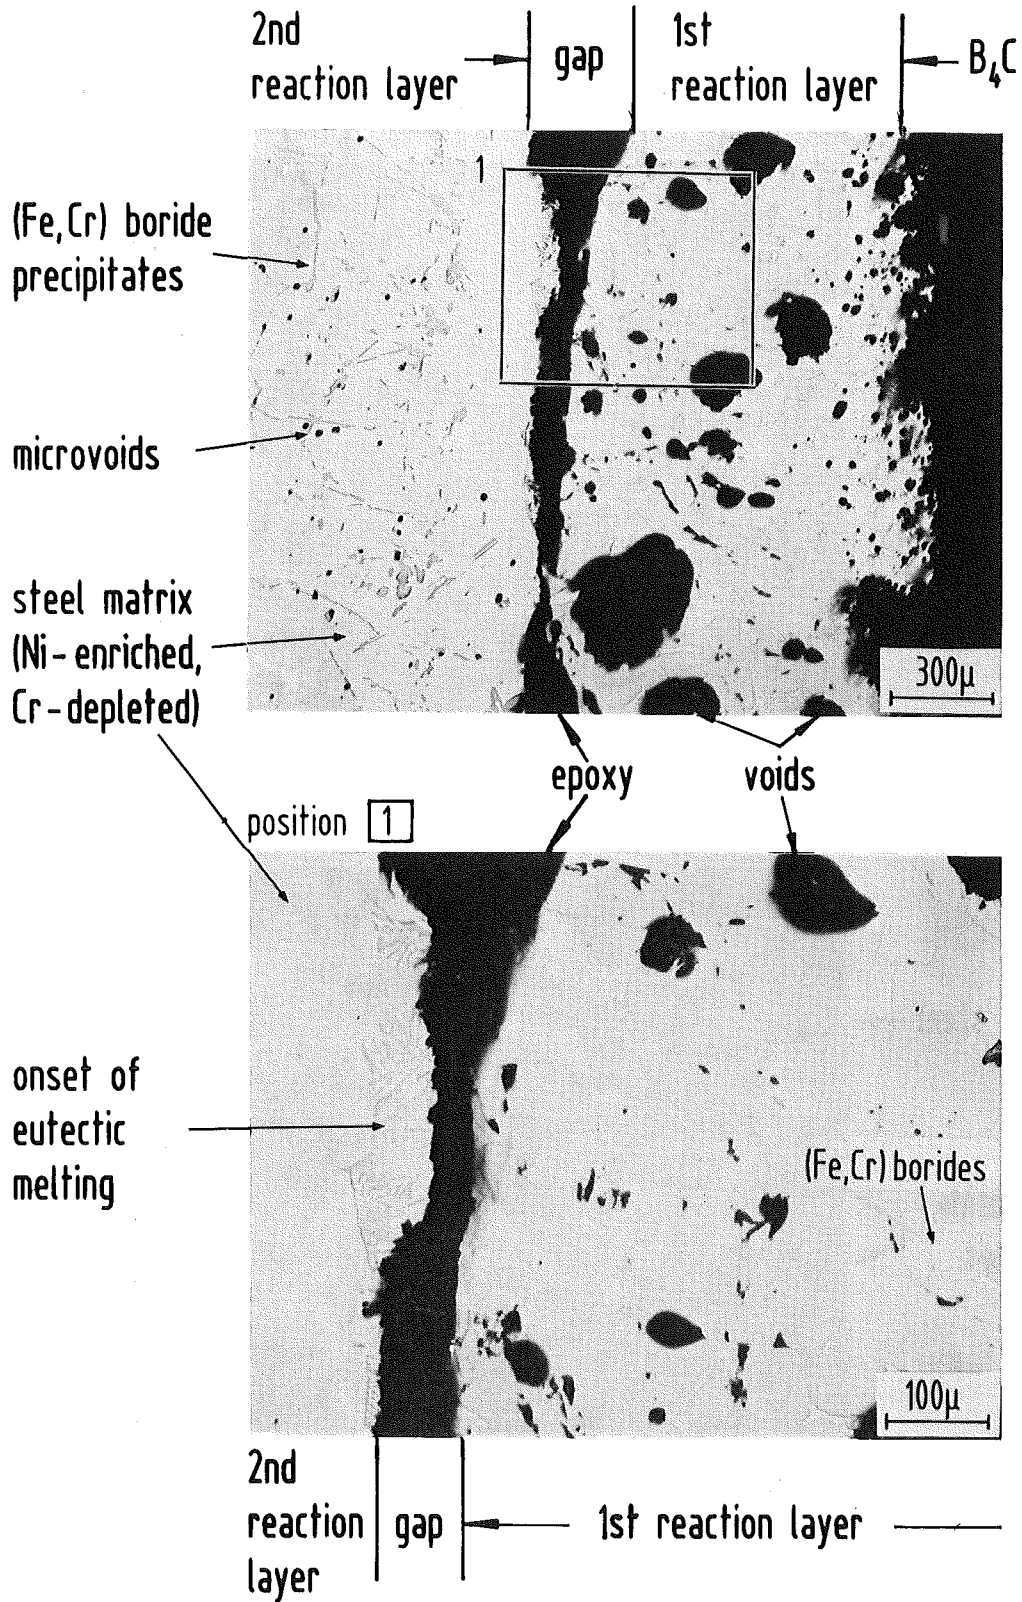 2nd
reaction layer
gap
1st
reaction layer
B₄C
1
(Fe,Cr) boride
precipitates
microvoids
steel matrix
(Ni-enriched,
Cr-depleted)
300μ
epoxy
voids
position 1
onset of
eutectic
melting
(Fe,Cr) borides
100μ
2nd
reaction
layer
gap
1st reaction layer